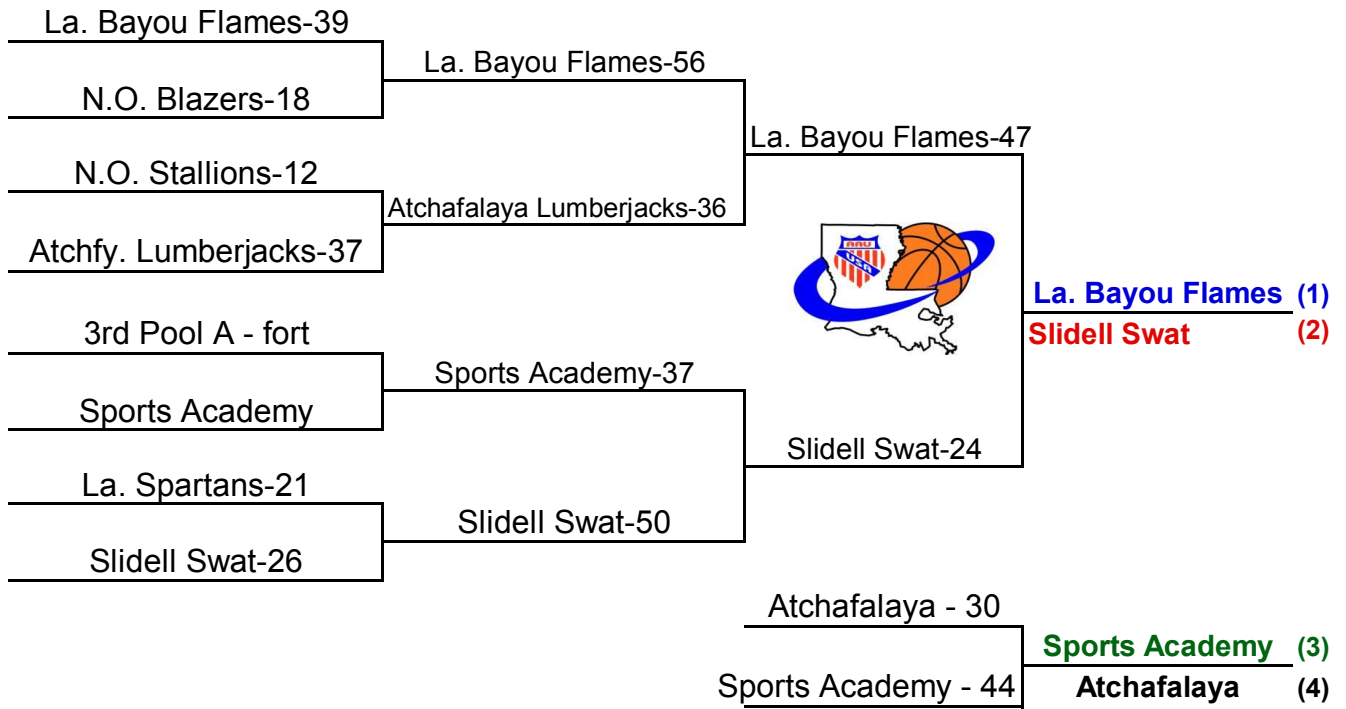 La. Bayou Flames-39
N.O. Blazers-18
N.O. Stallions-12
Atchfy. Lumberjacks-37
3rd Pool A - fort
Sports Academy
La. Spartans-21
Slidell Swat-26
La. Bayou Flames-56
Atchafalaya Lumberjacks-36
Sports Academy-37
Slidell Swat-50
La. Bayou Flames-47
AAU
USA
Slidell Swat-24
La. Bayou Flames (1)
Slidell Swat (2)
Atchafalaya - 30
Sports Academy - 44
Sports Academy (3)
Atchafalaya (4)